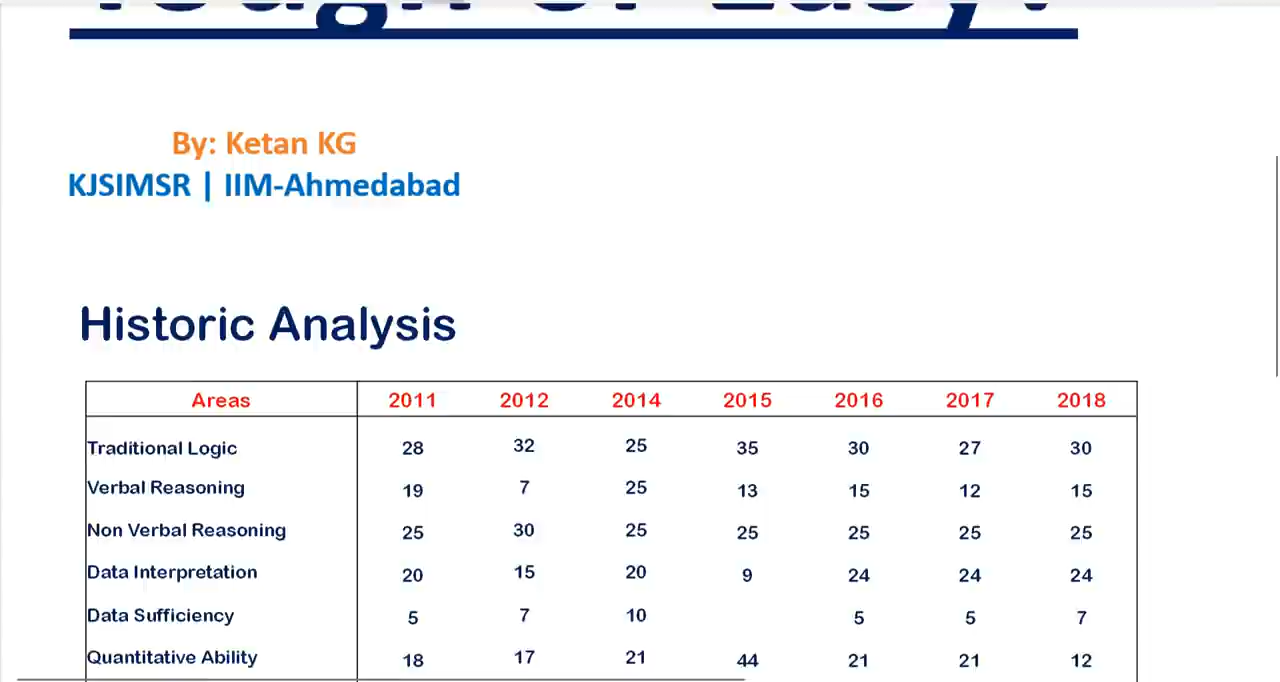 By: Ketan KG
KJSIMSR | IIM-Ahmedabad
Historic Analysis
Areas 2011 2012 2014 2015 2016 2017 2018
Traditional Logic 28 32 25 35 30 27 30
Verbal Reasoning 19 7 25 13 15 12 15
Non Verbal Reasoning 25 30 25 25 25 25 25
Data Interpretation 20 15 20 9 24 24 24
Data Sufficiency 5 7 10 5 5 7
Quantitative Ability 18 17 21 44 21 21 12